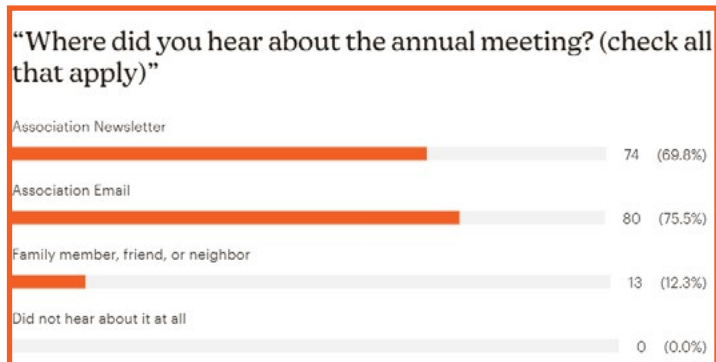 “Where did you hear about the annual meeting? (check all
that apply)”
Association Newsletter
74 (69.8%)
Association Email
80 (75.5%)
Family member, friend, or neighbor
13 (12.3%)
Did not hear about it at all
0 (0.0%)